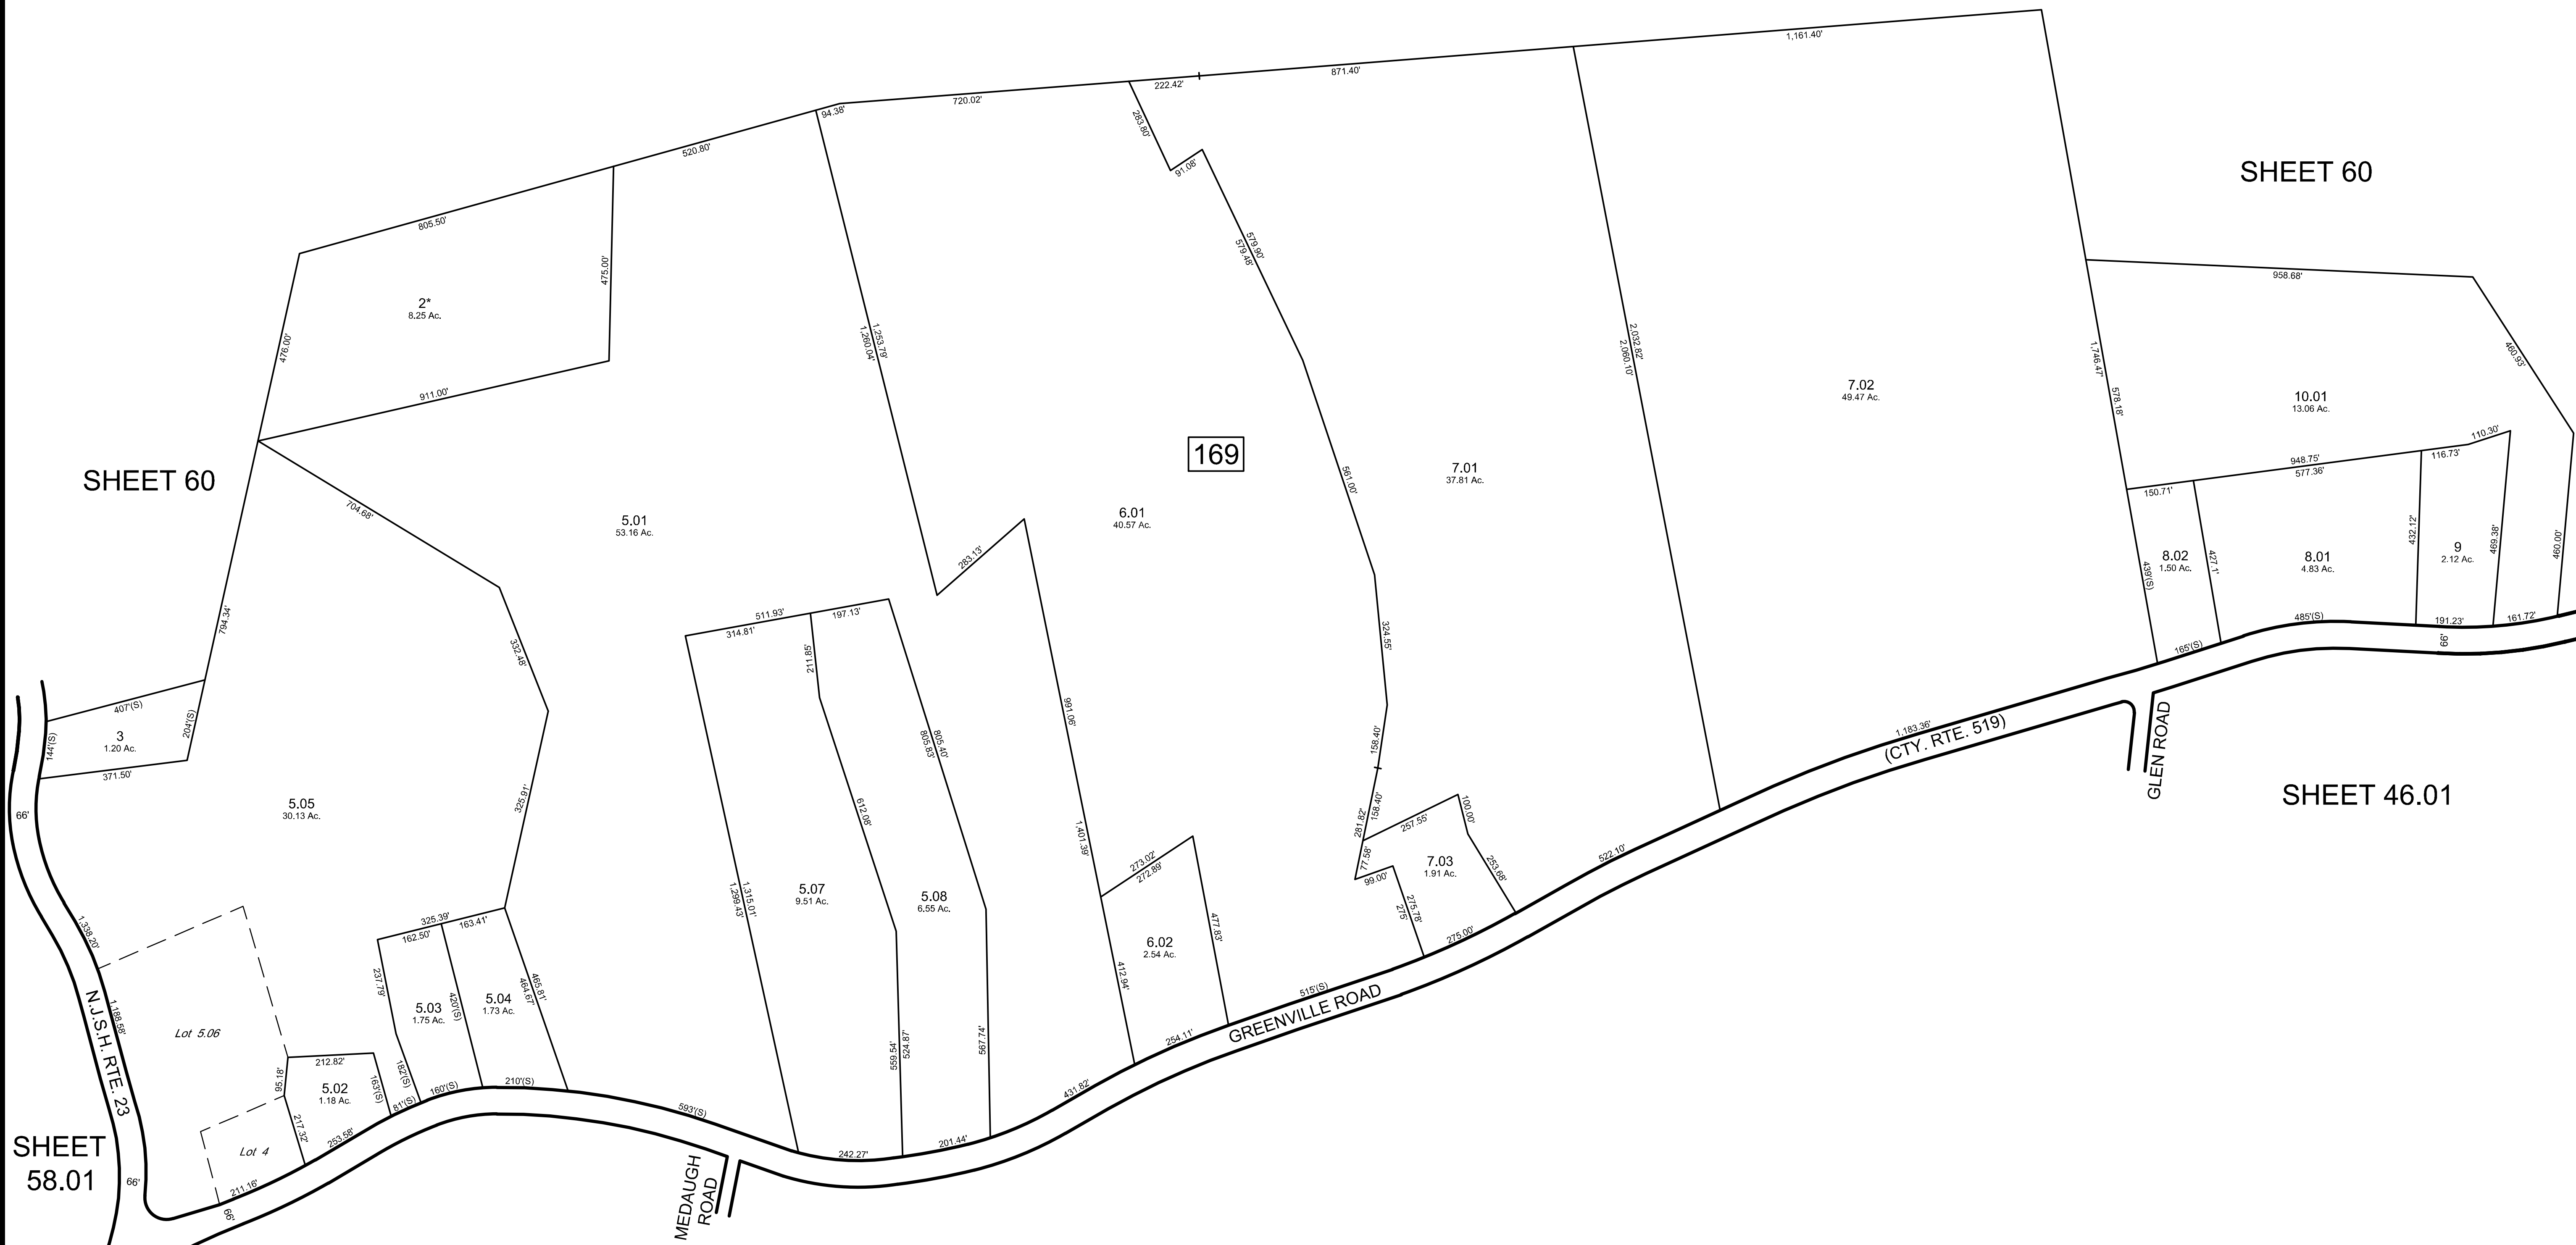 1,161.40'
871.40'
222.42'
720.02'
94.38'
520.80'
805.50'
283.80'
91.08'
SHEET 60
579.90'
579.48'
475.00'
476.00'
2*
8.25 Ac.
911.00'
1,253.79'
1,260.04'
2,032.82'
2,060.10'
958.68'
460.93'
1,746.47'
578.18'
7.02
49.47 Ac.
10.01
13.06 Ac.
169
110.30'
116.73'
948.75'
577.36'
150.71'
SHEET 60
7.01
37.81 Ac.
561.00'
704.68'
5.01
53.16 Ac.
6.01
40.57 Ac.
283.13'
432.12'
469.38'
460.00'
9
2.12 Ac.
8.02
1.50 Ac.
427.1'
8.01
4.83 Ac.
439'(S)
794.34'
332.48'
511.93'
314.81'
197.13'
211.85'
324.55'
485'(S)
191.23'
161.72'
66'
165'(S)
407'(S)
204'(S)
144'(S)
3
1.20 Ac.
371.50'
991.06'
805.40'
805.83'
158.40'
1,183.36'
(CTY. RTE. 519)
GLEN ROAD
SHEET 46.01
5.05
30.13 Ac.
325.91'
66'
612.08'
1,401.39'
281.82'
158.40'
257.55'
100.00'
77.58'
99.00'
7.03
1.91 Ac.
253.68'
522.10'
273.02'
272.89'
1,315.01'
1,299.43'
5.07
9.51 Ac.
5.08
6.55 Ac.
275.78'
275'
275.00'
477.83'
6.02
2.54 Ac.
412.94'
1,338.20'
325.39'
162.50'
163.41'
237.79'
465.81'
464.67'
5.03
1.75 Ac.
420'(S)
5.04
1.73 Ac.
515'(S)
GREENVILLE ROAD
254.11'
1,188.58'
N.J.S.H. RTE. 23
Lot 5.06
212.82'
95.18'
5.02
1.18 Ac.
163'(S)
182'(S)
81'(S)
160'(S)
210'(S)
593'(S)
559.54'
524.87'
567.74'
431.82'
201.44'
242.27'
217.32'
253.58'
Lot 4
211.16'
66'
66'
SHEET
58.01
MEDAUGH
ROAD